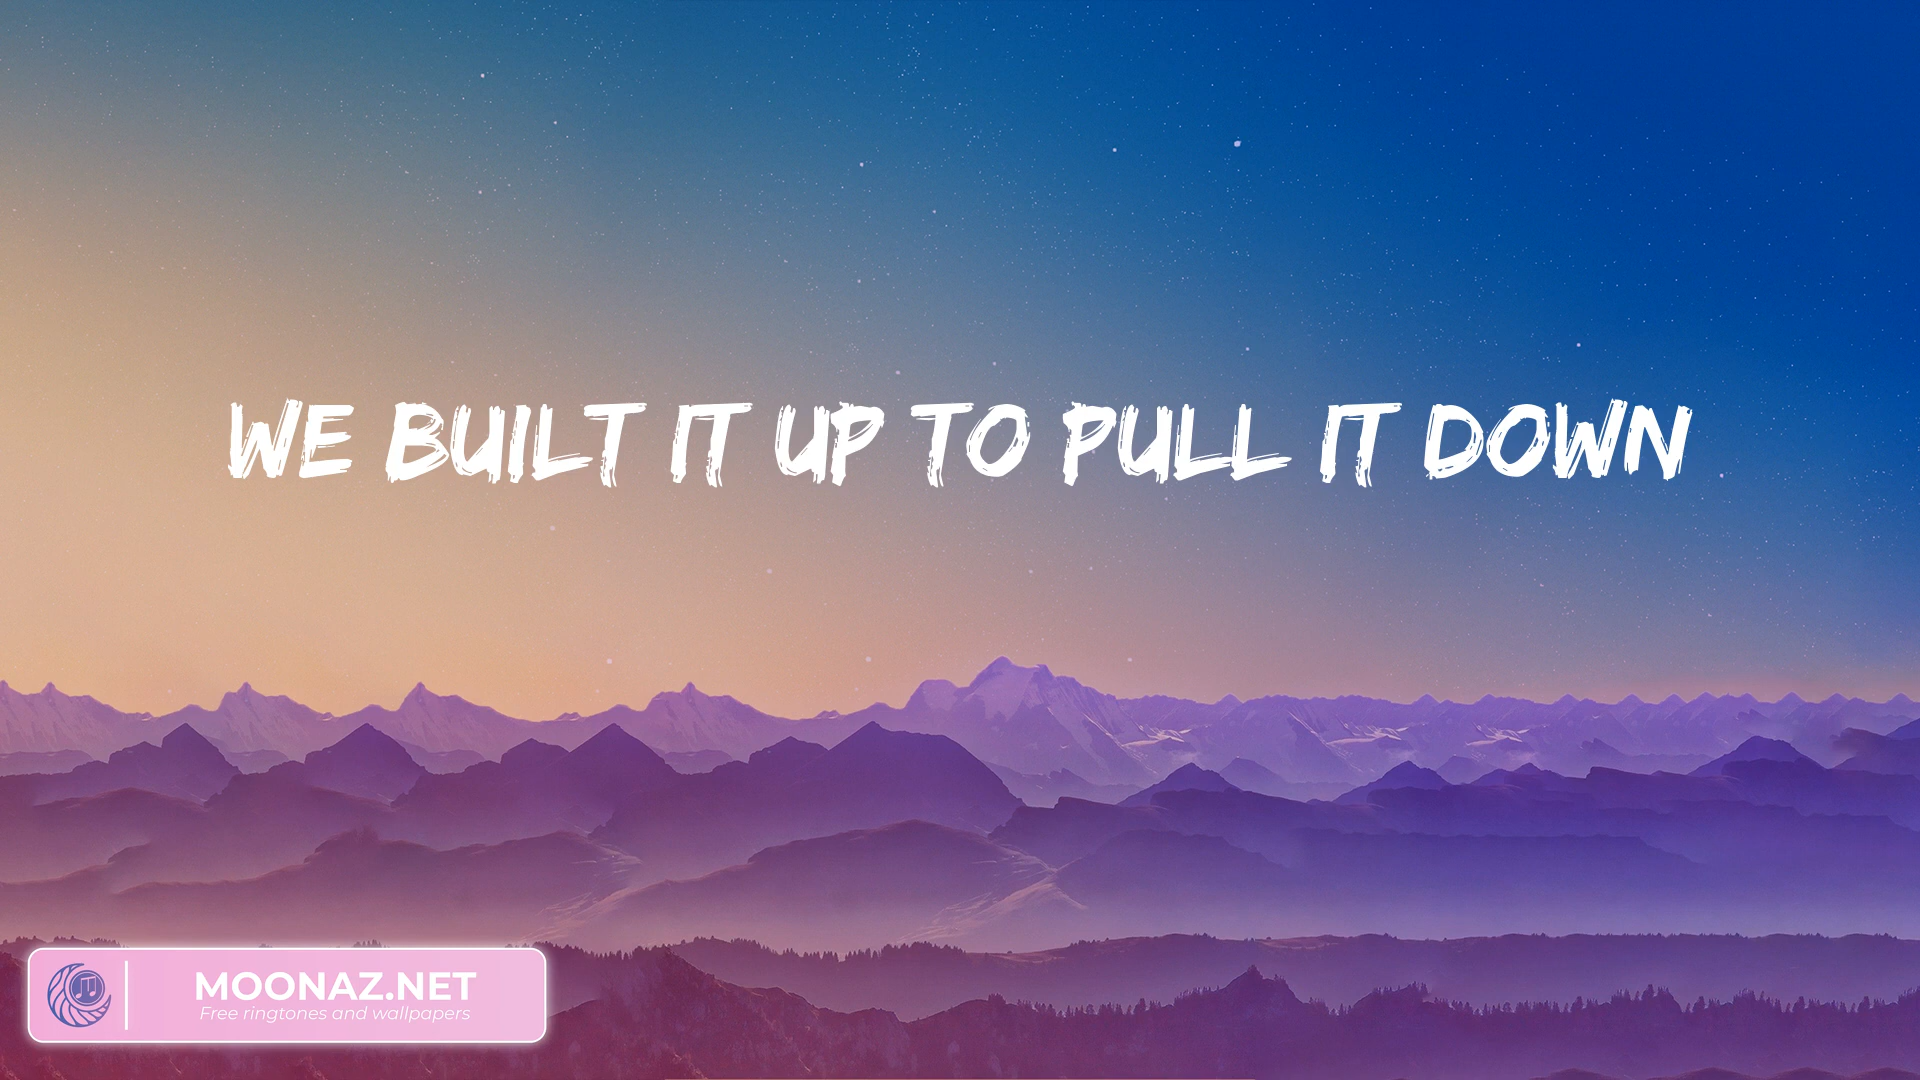 WE BUILT IT UP TO PULL IT DOWN
MOONAZ.NET
Free ringtones and wallpapers